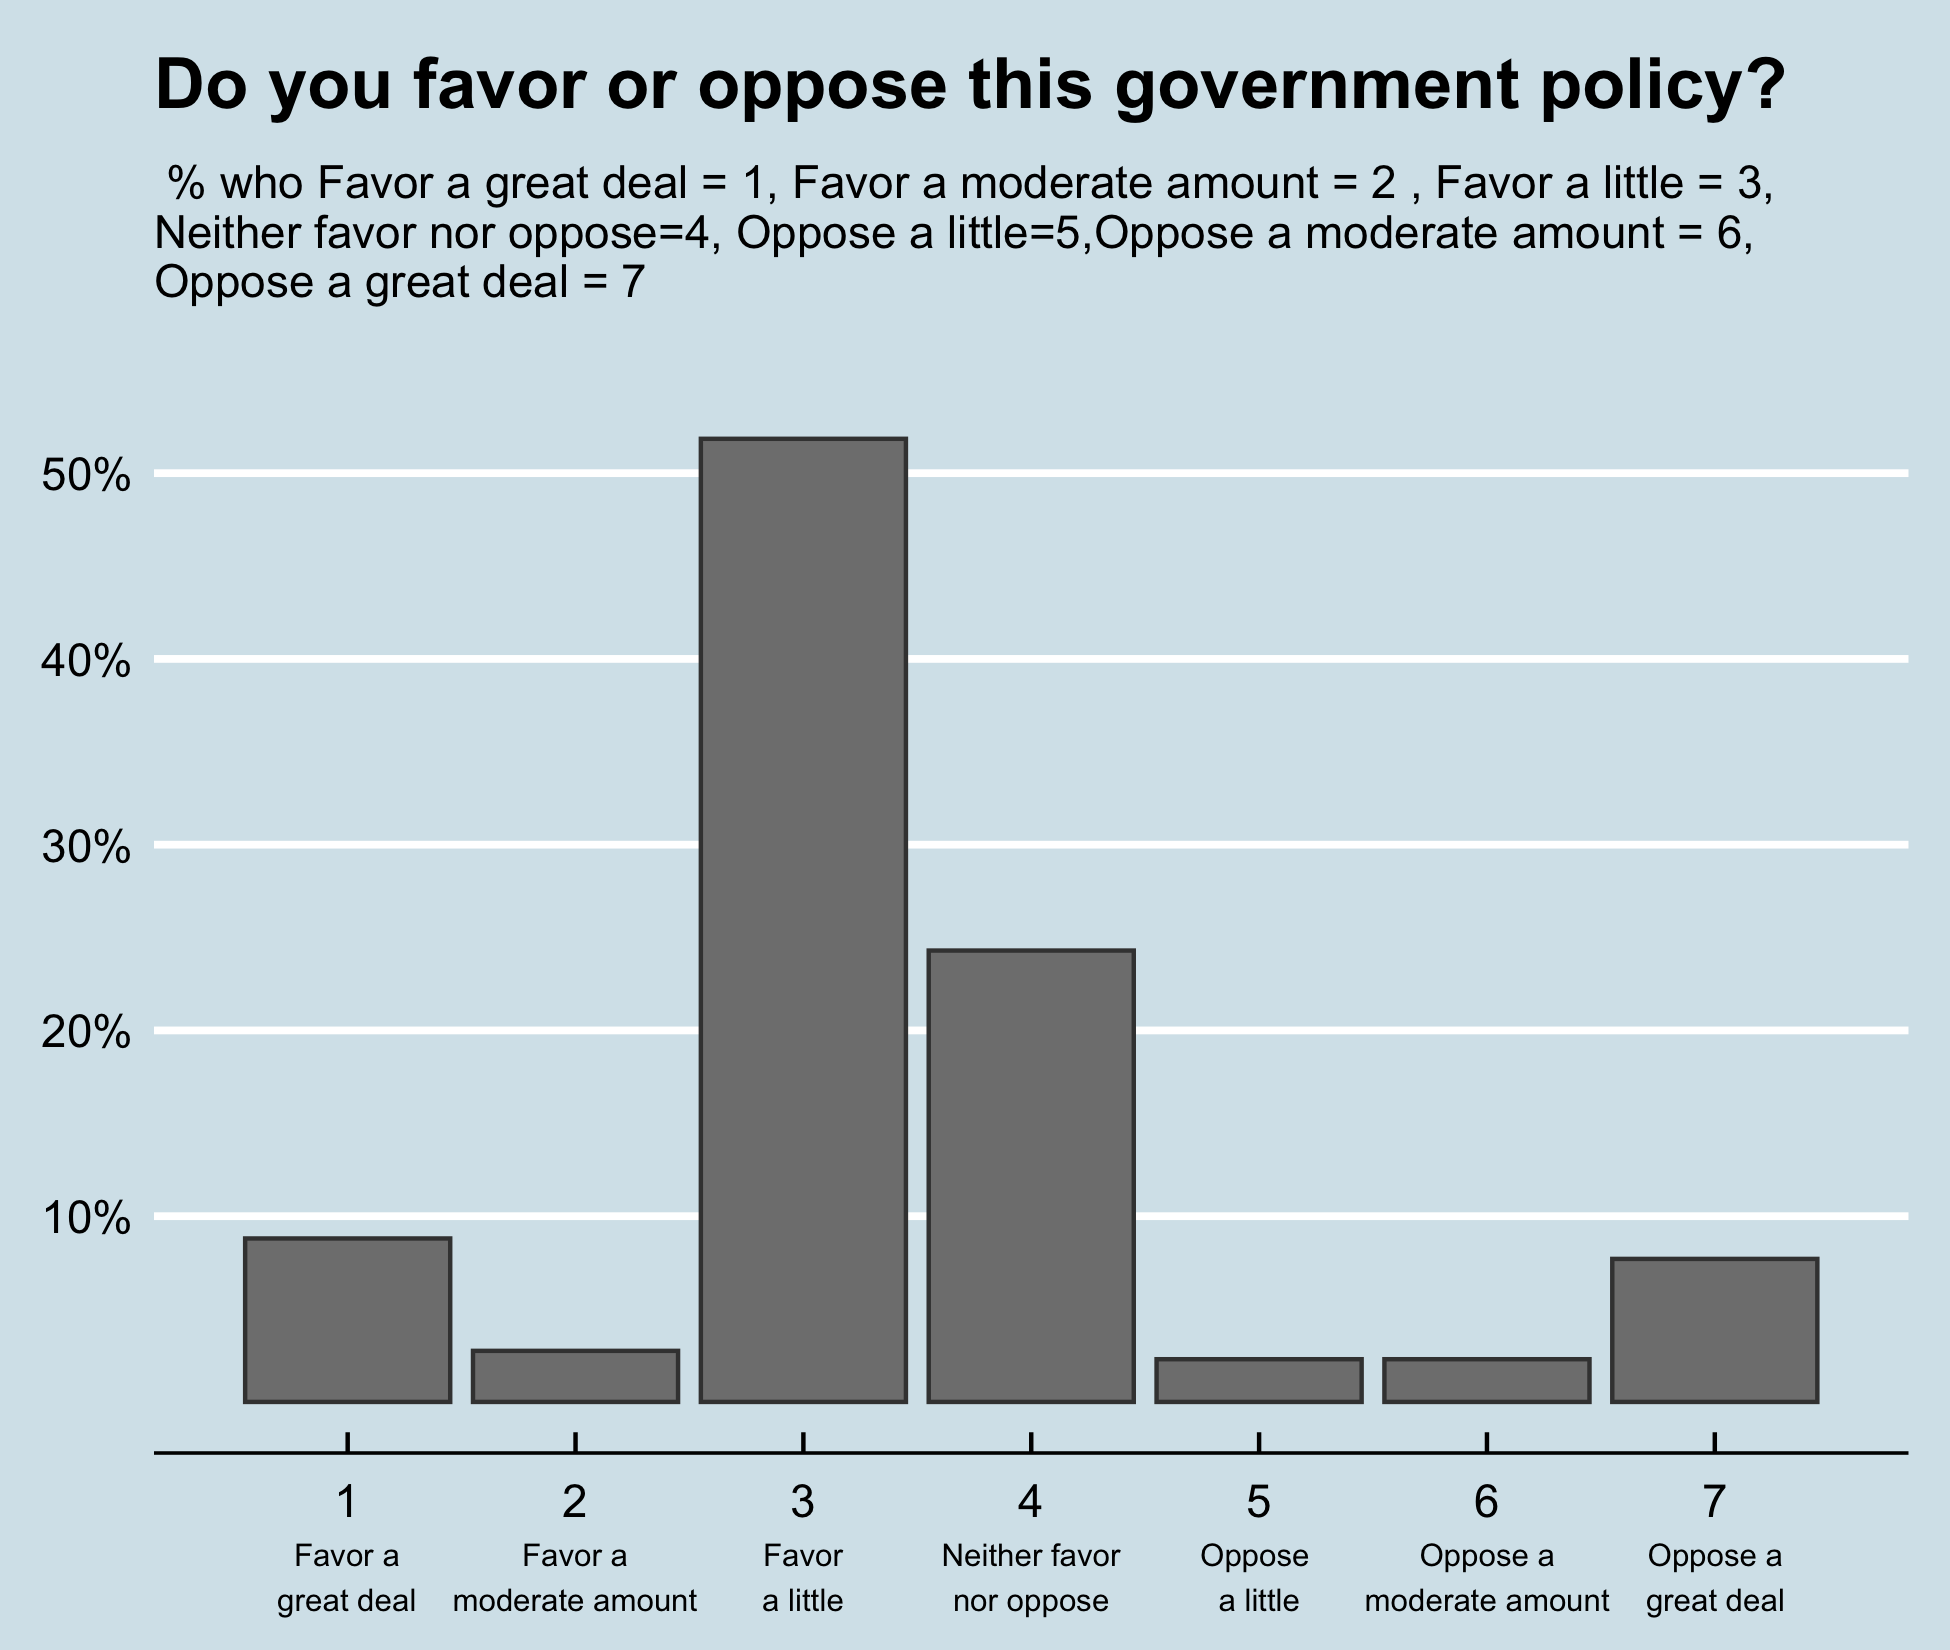 Do you favor or oppose this government policy?
% who Favor a great deal = 1, Favor a moderate amount = 2 , Favor a little = 3,
Neither favor nor oppose=4, Oppose a little=5,Oppose a moderate amount = 6,
Oppose a great deal = 7
50%
40%
30%
20%
10%
1 2 3 4 5 6 7
Favor a Favor a Favor Neither favor Oppose Oppose a Oppose a
great deal moderate amount a little nor oppose a little moderate amount great deal